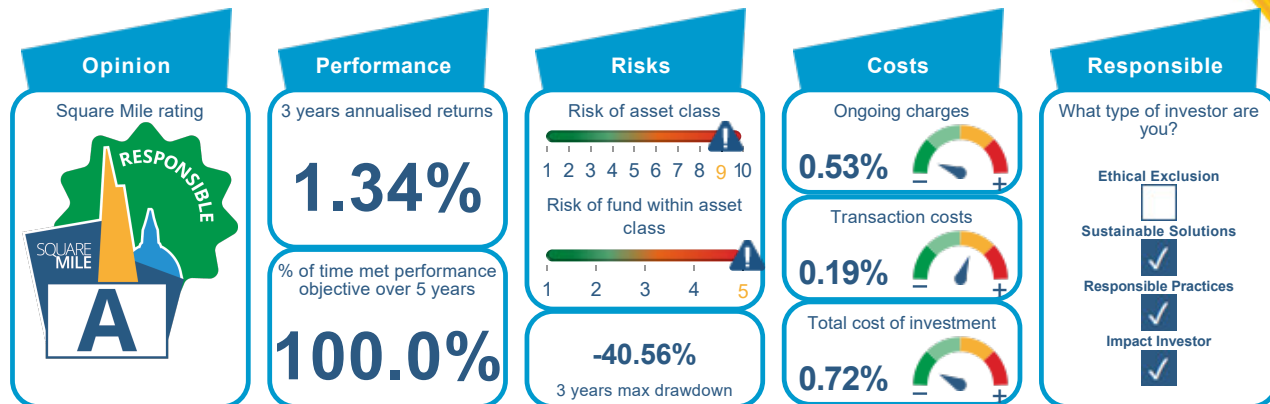 Opinion
Square Mile rating
RESPONSIBLE
SQUARE
MILE
A
Performance
3 years annualised returns
1.34%
% of time met performance
objective over 5 years
100.0%
Risks
Risk of asset class
1 2 3 4 5 6 7 8 9 10
Risk of fund within asset
class
1 2 3 4 5
-40.56%
3 years max drawdown
Costs
Ongoing charges
0.53%
− +
Transaction costs
0.19%
− +
Total cost of investment
0.72%
− +
Responsible
What type of investor are
you?
Ethical Exclusion
Sustainable Solutions
Responsible Practices
Impact Investor